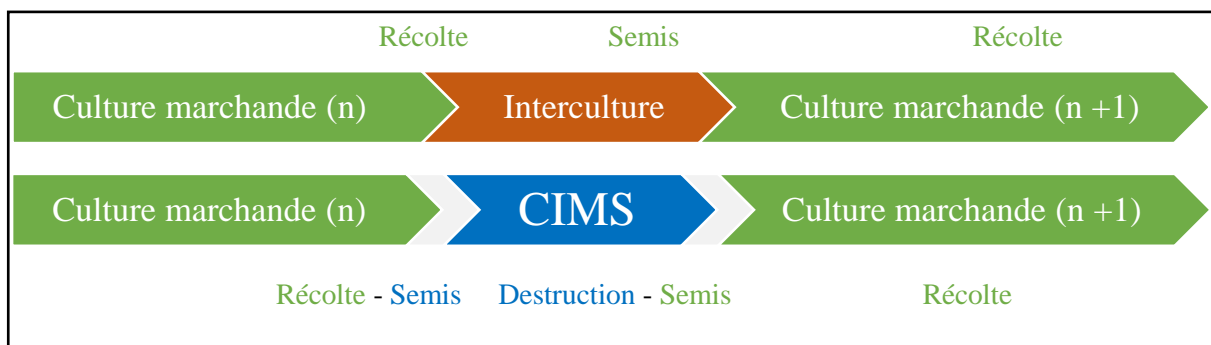 Récolte Semis Récolte
Culture marchande (n) Interculture Culture marchande (n +1)
Culture marchande (n) CIMS Culture marchande (n +1)
Récolte - Semis Destruction - Semis Récolte